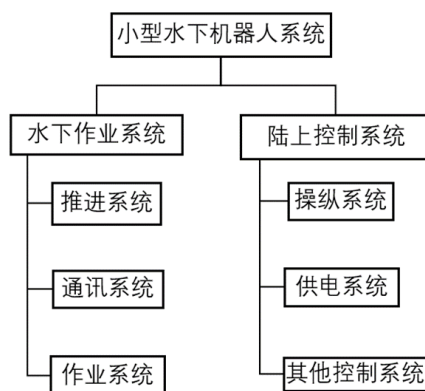 小型水下机器人系统
水下作业系统
陆上控制系统
推进系统
操纵系统
通讯系统
供电系统
作业系统
其他控制系统